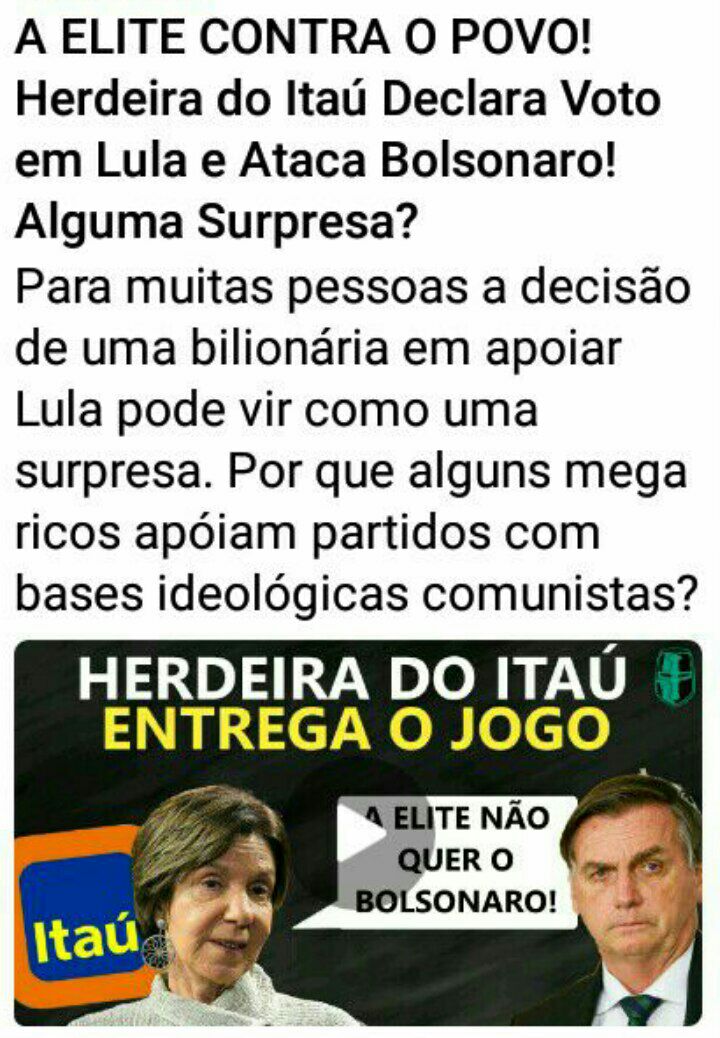 A ELITE CONTRA O POVO!
Herdeira do Itaú Declara Voto
em Lula e Ataca Bolsonaro!
Alguma Surpresa?
Para muitas pessoas a decisão
de uma bilionária em apoiar
Lula pode vir como uma
surpresa. Por que alguns mega
ricos apóiam partidos com
bases ideológicas comunistas?
HERDEIRA DO ITAÚ
ENTREGA O JOGO
A ELITE NÃO
QUER O
BOLSONARO!
Itaú